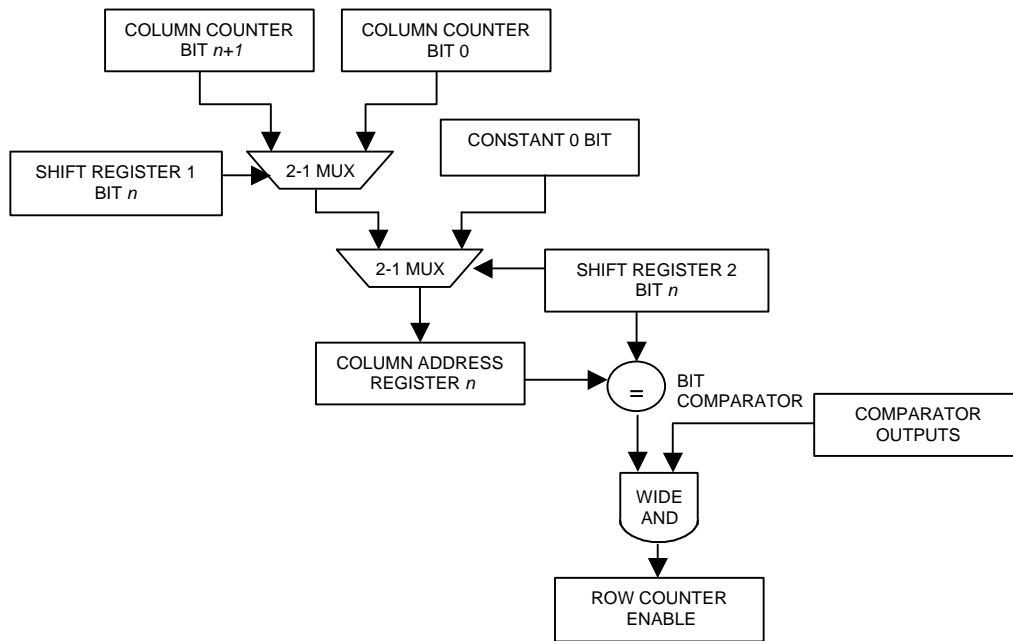 COLUMN COUNTER
BIT n+1
COLUMN COUNTER
BIT 0
CONSTANT 0 BIT
SHIFT REGISTER 1
BIT n
2-1 MUX
2-1 MUX
SHIFT REGISTER 2
BIT n
COLUMN ADDRESS
REGISTER n
=
BIT
COMPARATOR
COMPARATOR
OUTPUTS
WIDE
AND
ROW COUNTER
ENABLE